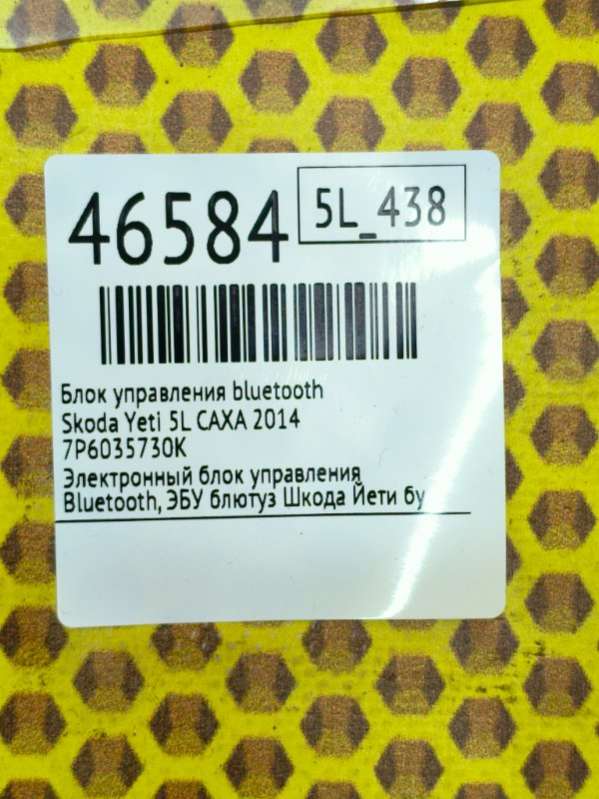 46584
5L_438
Блок управления bluetooth
Skoda Yeti 5L CAXA 2014
7P6035730K
Электронный блок управления
Bluetooth, ЭБУ блютуз Шкода Йети бу